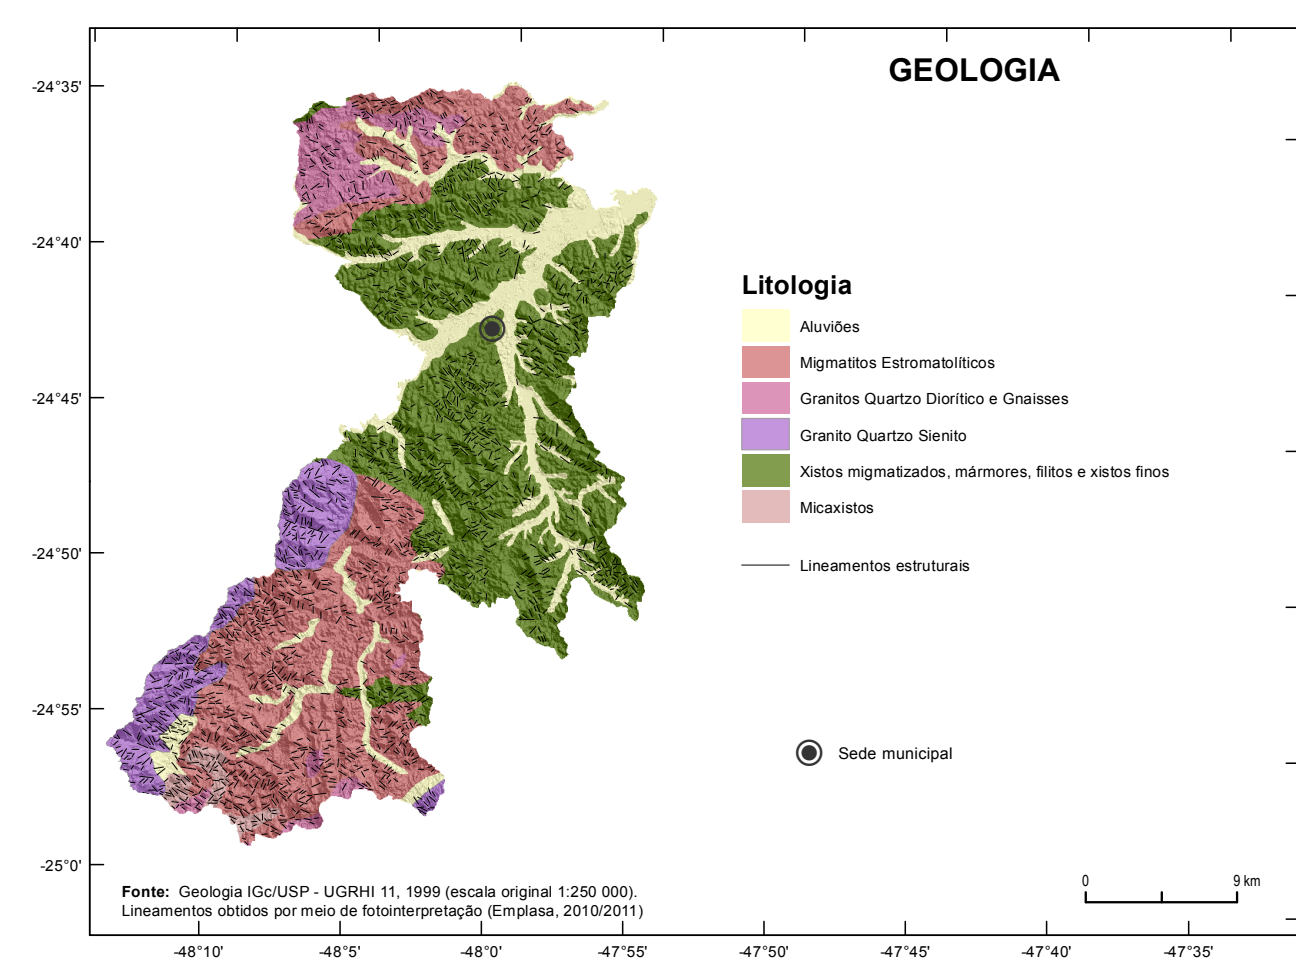 GEOLOGIA
-24°35'
-24°40'
-24°45'
-24°50'
-24°55'
-25°0'
Litologia
Aluviões
Migmatitos Estromatolíticos
Granitos Quartzo Diorítico e Gnaisses
Granito Quartzo Sienito
Xistos migmatizados, mármores, filitos e xistos finos
Micaxistos
Lineamentos estruturais
Sede municipal
0 9 km
Fonte: Geologia IGc/USP - UGRHI 11, 1999 (escala original 1:250 000).
Lineamentos obtidos por meio de fotointerpretação (Emplasa, 2010/2011)
-48°10' -48°5' -48°0' -47°55' -47°50' -47°45' -47°40' -47°35'